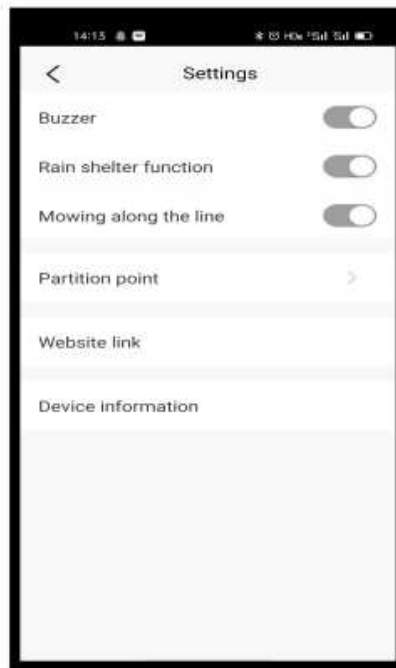 14:15
Settings
Buzzer
Rain shelter function
Mowing along the line
Partition point
Website link
Device information